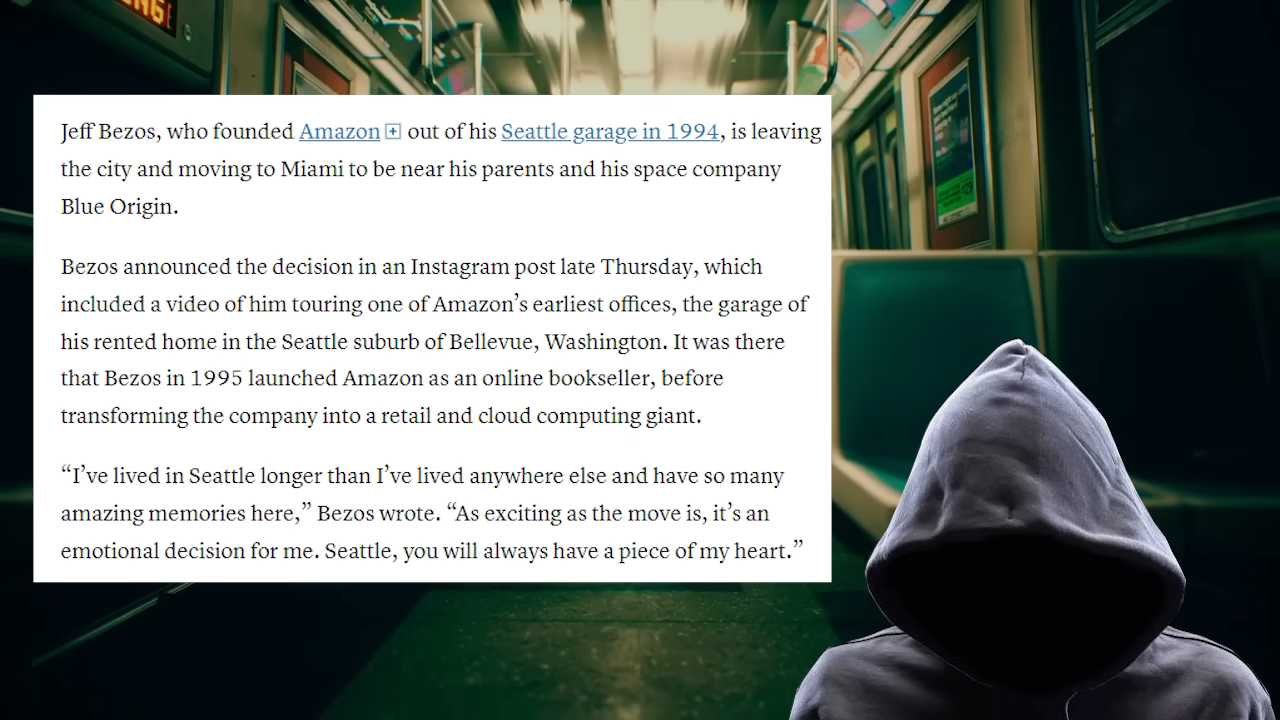 Jeff Bezos, who founded Amazon out of his Seattle garage in 1994, is leaving
the city and moving to Miami to be near his parents and his space company
Blue Origin.
Bezos announced the decision in an Instagram post late Thursday, which
included a video of him touring one of Amazon’s earliest offices, the garage of
his rented home in the Seattle suburb of Bellevue, Washington. It was there
that Bezos in 1995 launched Amazon as an online bookseller, before
transforming the company into a retail and cloud computing giant.
“I’ve lived in Seattle longer than I’ve lived anywhere else and have so many
amazing memories here,” Bezos wrote. “As exciting as the move is, it’s an
emotional decision for me. Seattle, you will always have a piece of my heart.”